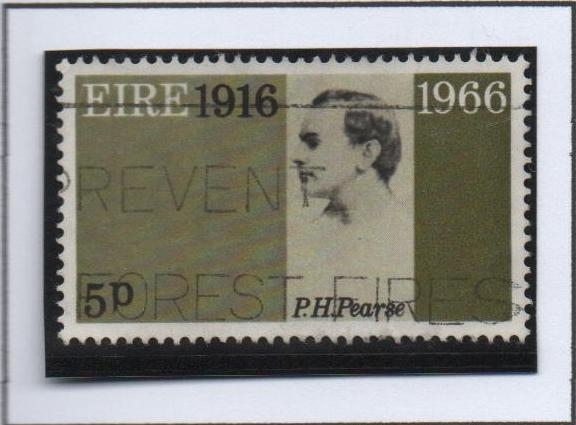 EIRE 1916 1966
PREVENT
FOREST FIRES
5p P.H.Pearse